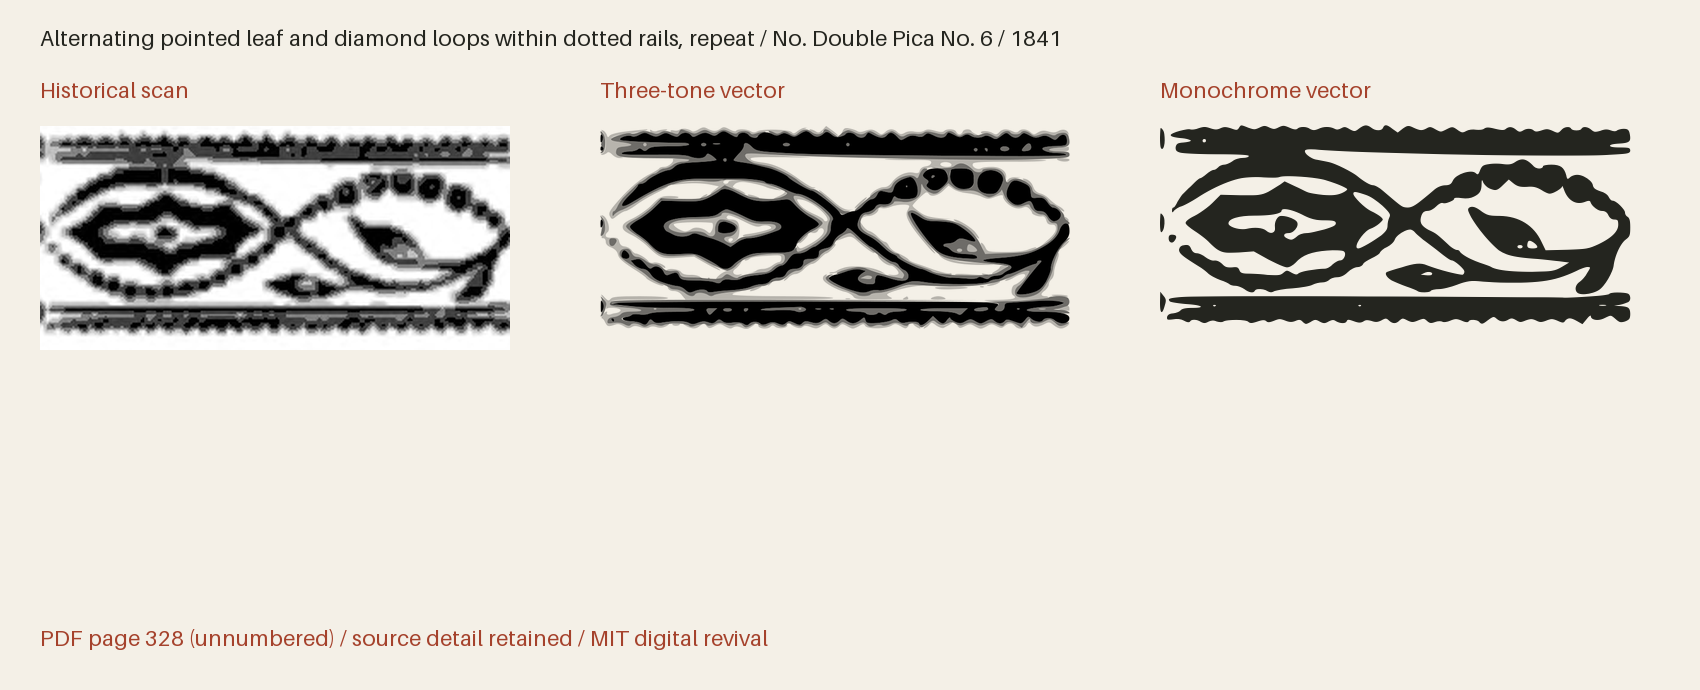 Alternating pointed leaf and diamond loops within dotted rails, repeat / No. Double Pica No. 6 / 1841
Historical scan
Three-tone vector
Monochrome vector
PDF page 328 (unnumbered) / source detail retained / MIT digital revival